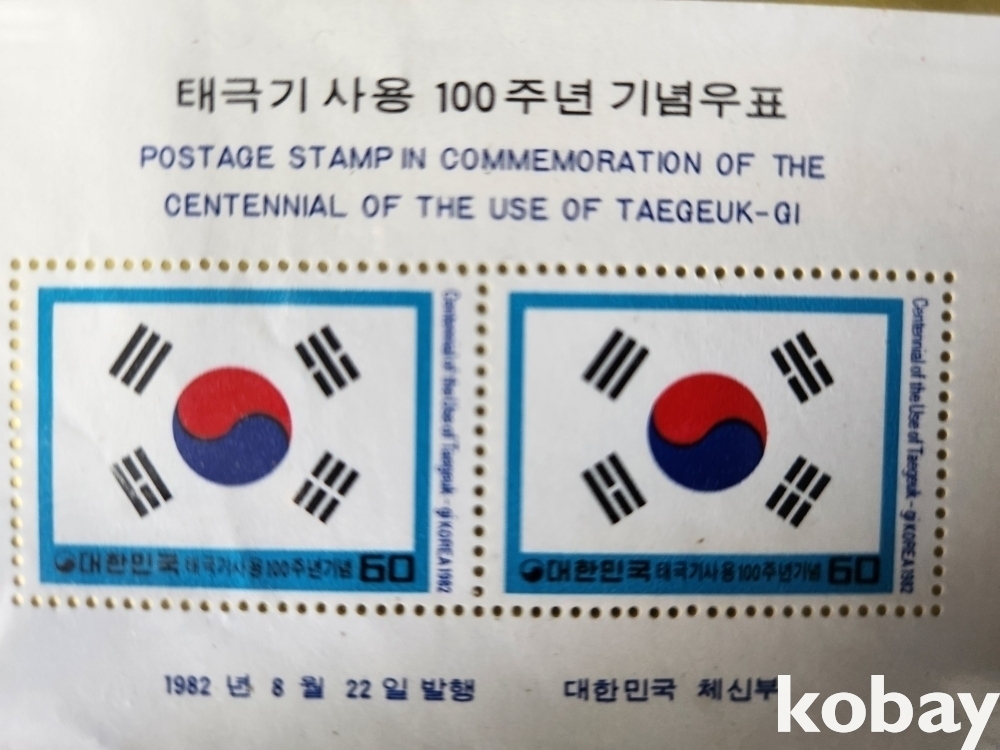 태극기 사용 100주년 기념우표
POSTAGE STAMP IN COMMEMORATION OF THE
CENTENNIAL OF THE USE OF TAEGEUK-GI
Centennial of the Use of Taegeuk-gi KOREA 1982
대한민국 태극기사용100주년기념 60
Centennial of the Use of Taegeuk-gi KOREA 1982
대한민국 태극기사용100주년기념 60
1982 년 8 월 22 일 발행 대한민국 체신부
kobay